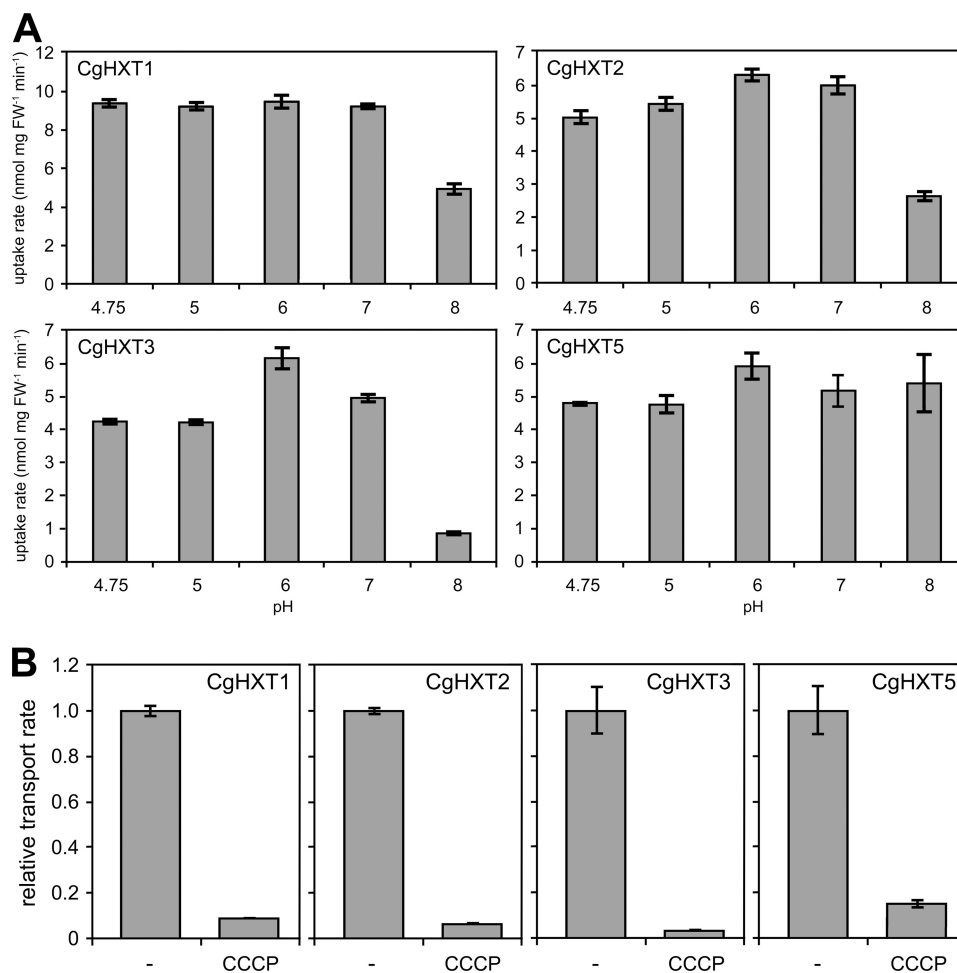 A
CgHXT1
CgHXT2
uptake rate (nmol mg FW⁻¹ min⁻¹)
12
10
8
6
4
2
0
4.75 5 6 7 8
7
6
5
4
3
2
1
0
4.75 5 6 7 8
CgHXT3
CgHXT5
uptake rate (nmol mg FW⁻¹ min⁻¹)
7
6
5
4
3
2
1
0
4.75 5 6 7 8
pH
7
6
5
4
3
2
1
0
4.75 5 6 7 8
pH
B
relative transport rate
1.2
1.0
0.8
0.6
0.4
0.2
0
CgHXT1
CgHXT2
CgHXT3
CgHXT5
- CCCP
- CCCP
- CCCP
- CCCP